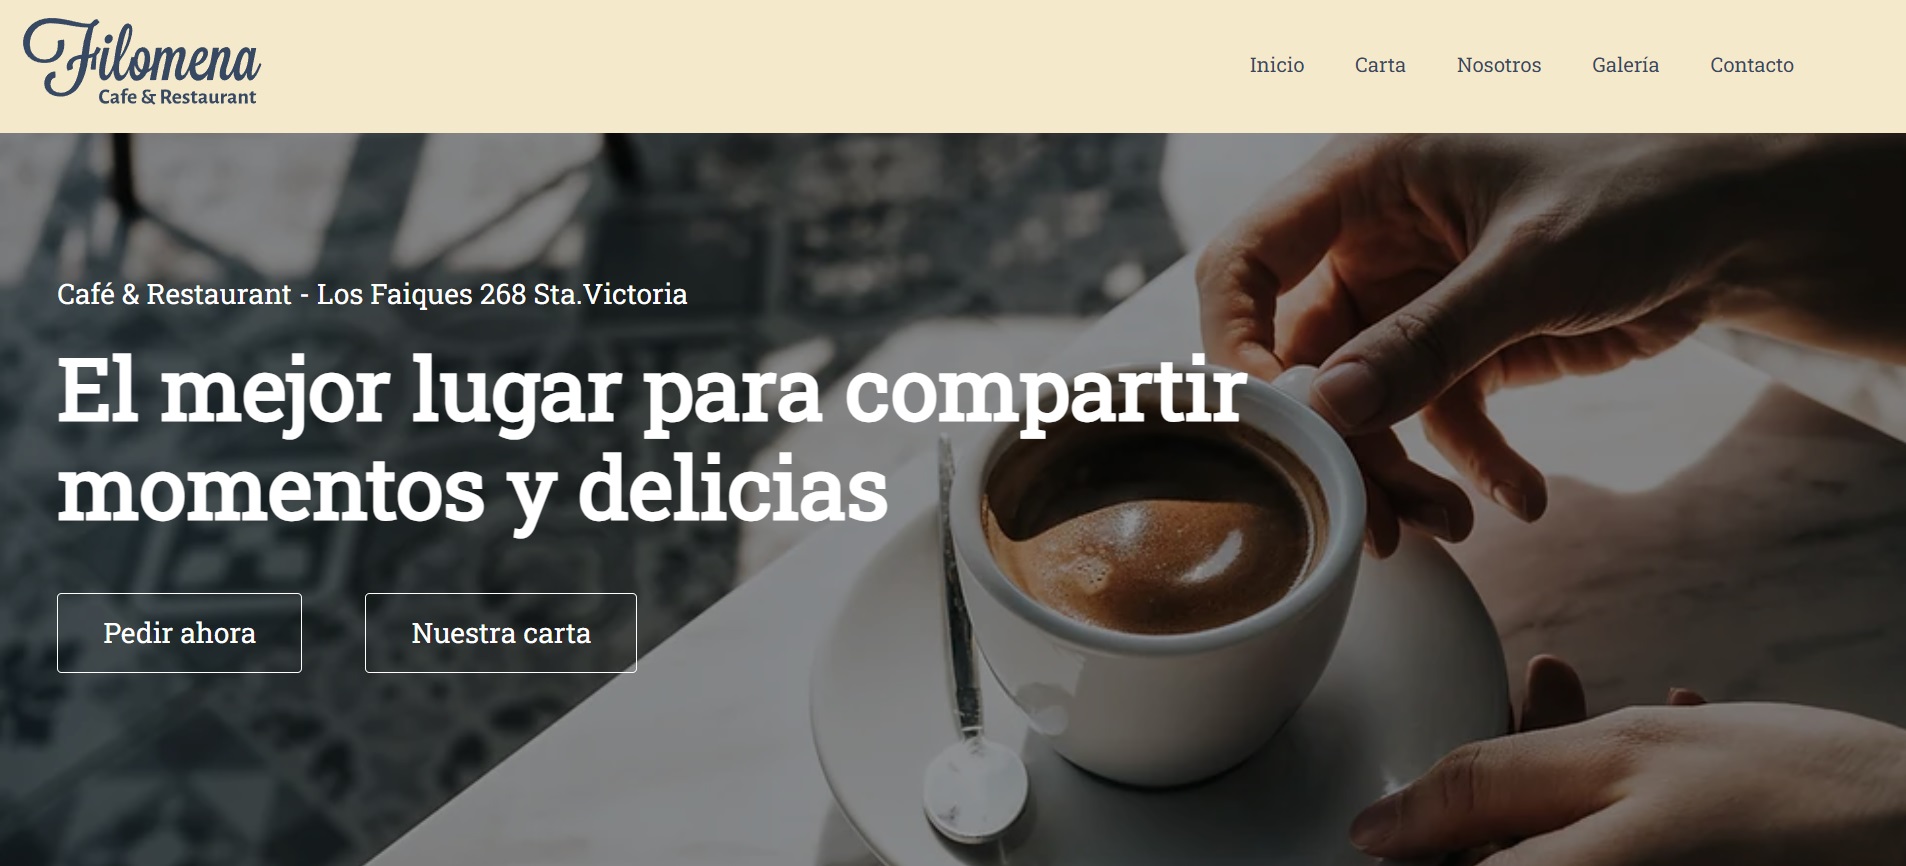 Filomena
Cafe & Restaurant
Inicio Carta Nosotros Galería Contacto
Café & Restaurant - Los Faiques 268 Sta.Victoria
El mejor lugar para compartir
momentos y delicias
Pedir ahora Nuestra carta